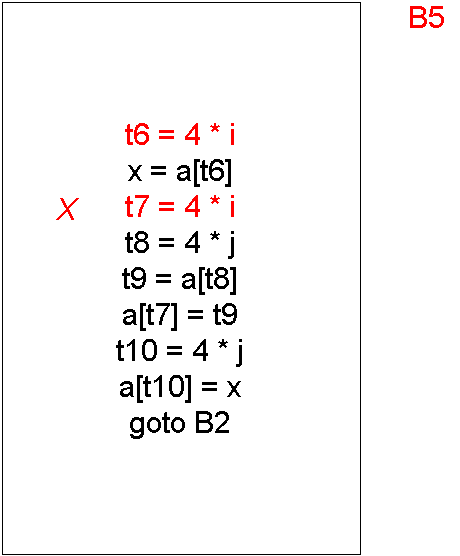 B5
t6 = 4 * i
x = a[t6]
X t7 = 4 * i
t8 = 4 * j
t9 = a[t8]
a[t7] = t9
t10 = 4 * j
a[t10] = x
goto B2